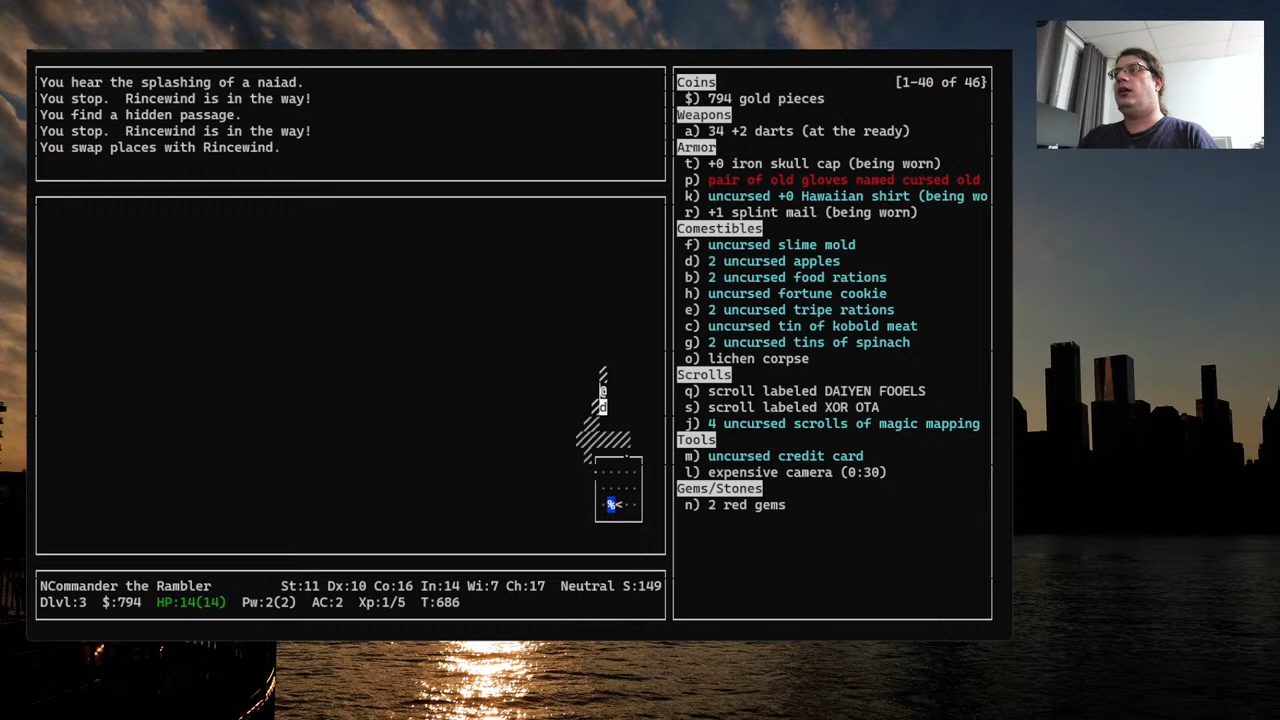 You hear the splashing of a naiad.
You stop.  Rincewind is in the way!
You find a hidden passage.
You stop.  Rincewind is in the way!
You swap places with Rincewind.
@
d
%<
NCommander the Rambler St:11 Dx:10 Co:16 In:14 Wi:7 Ch:17 Neutral S:149
Dlvl:3 $:794 HP:14(14) Pw:2(2) AC:2 Xp:1/5 T:686
Coins [1-40 of 46}
$) 794 gold pieces
Weapons
a) 34 +2 darts (at the ready)
Armor
t) +0 iron skull cap (being worn)
p) pair of old gloves named cursed old
k) uncursed +0 Hawaiian shirt (being wo
r) +1 splint mail (being worn)
Comestibles
f) uncursed slime mold
d) 2 uncursed apples
b) 2 uncursed food rations
h) uncursed fortune cookie
e) 2 uncursed tripe rations
c) uncursed tin of kobold meat
g) 2 uncursed tins of spinach
o) lichen corpse
Scrolls
q) scroll labeled DAIYEN FOOELS
s) scroll labeled XOR OTA
j) 4 uncursed scrolls of magic mapping
Tools
m) uncursed credit card
l) expensive camera (0:30)
Gems/Stones
n) 2 red gems